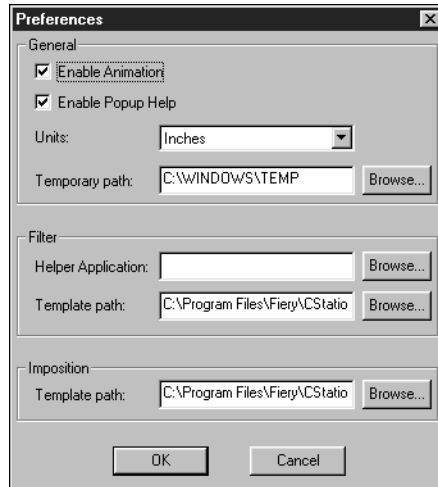 Preferences
General
Enable Animation
Enable Popup Help
Units: Inches
Temporary path: C:\WINDOWS\TEMP Browse...
Filter
Helper Application: Browse...
Template path: C:\Program Files\Fiery\CStatio Browse...
Imposition
Template path: C:\Program Files\Fiery\CStatio Browse...
OK Cancel